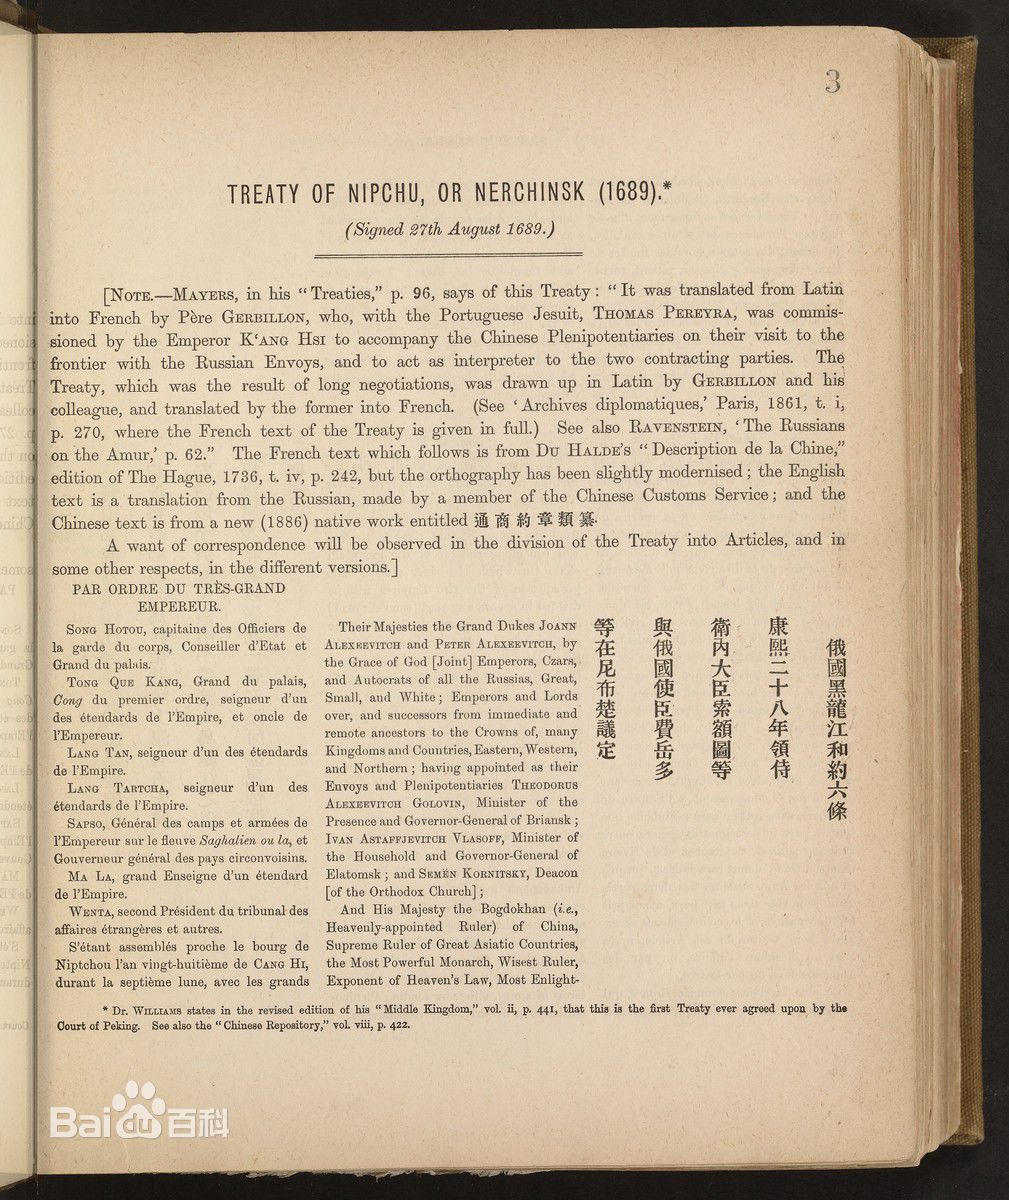 3
TREATY OF NIPCHU, OR NERCHINSK (1689).*
(Signed 27th August 1689.)
[NOTE.—MAYERS, in his "Treaties," p. 96, says of this Treaty: "It was translated from Latin
into French by Père GERBILLON, who, with the Portuguese Jesuit, THOMAS PEREYRA, was commis-
sioned by the Emperor K‘ANG HSI to accompany the Chinese Plenipotentiaries on their visit to the
frontier with the Russian Envoys, and to act as interpreter to the two contracting parties. The
Treaty, which was the result of long negotiations, was drawn up in Latin by GERBILLON and his
colleague, and translated by the former into French. (See ‘Archives diplomatiques,’ Paris, 1861, t. i,
p. 270, where the French text of the Treaty is given in full.) See also RAVENSTEIN, ‘The Russians
on the Amur,’ p. 62." The French text which follows is from DU HALDE's "Description de la Chine,"
edition of The Hague, 1736, t. iv, p. 242, but the orthography has been slightly modernised; the English
text is a translation from the Russian, made by a member of the Chinese Customs Service; and the
Chinese text is from a new (1886) native work entitled 通商約章類纂.
A want of correspondence will be observed in the division of the Treaty into Articles, and in
some other respects, in the different versions.]
PAR ORDRE DU TRÈS-GRAND
EMPEREUR.
SONG HOTOU, capitaine des Officiers de
la garde du corps, Conseiller d'Etat et
Grand du palais.
TONG QUE KANG, Grand du palais,
Cong du premier ordre, seigneur d'un
des étendards de l'Empire, et oncle de
l'Empereur.
LANG TAN, seigneur d'un des étendards
de l'Empire.
LANG TARTCHA, seigneur d'un des
étendards de l'Empire.
SAPSO, Général des camps et armées de
l'Empereur sur le fleuve Saghalien ou la, et
Gouverneur général des pays circonvoisins.
MA LA, grand Enseigne d'un étendard
de l'Empire.
WENTA, second Président du tribunal des
affaires étrangères et autres.
S'étant assemblés proche le bourg de
Niptchou l'an vingt-huitième de CANG HI,
durant la septième lune, avec les grands
Their Majesties the Grand Dukes JOANN
ALEXEEVITCH and PETER ALEXEEVITCH, by
the Grace of God [Joint] Emperors, Czars,
and Autocrats of all the Russias, Great,
Small, and White; Emperors and Lords
over, and successors from immediate and
remote ancestors to the Crowns of, many
Kingdoms and Countries, Eastern, Western,
and Northern; having appointed as their
Envoys and Plenipotentiaries THEODORUS
ALEXEEVITCH GOLOVIN, Minister of the
Presence and Governor-General of Briansk;
IVAN ASTAFFJEVITCH VLASOFF, Minister of
the Household and Governor-General of
Elatomsk; and SEMËN KORNITSKY, Deacon
[of the Orthodox Church];
And His Majesty the Bogdokhan (i.e.,
Heavenly-appointed Ruler) of China,
Supreme Ruler of Great Asiatic Countries,
the Most Powerful Monarch, Wisest Ruler,
Exponent of Heaven's Law, Most Enlight-
俄國黑龍江和約六條
康熙二十八年領侍
衛內大臣索額圖等
與俄國使臣費岳多
等在尼布楚議定
* Dr. WILLIAMS states in the revised edition of his "Middle Kingdom," vol. ii, p. 441, that this is the first Treaty ever agreed upon by the
Court of Peking. See also the "Chinese Repository," vol. viii, p. 422.
Bai du 百科